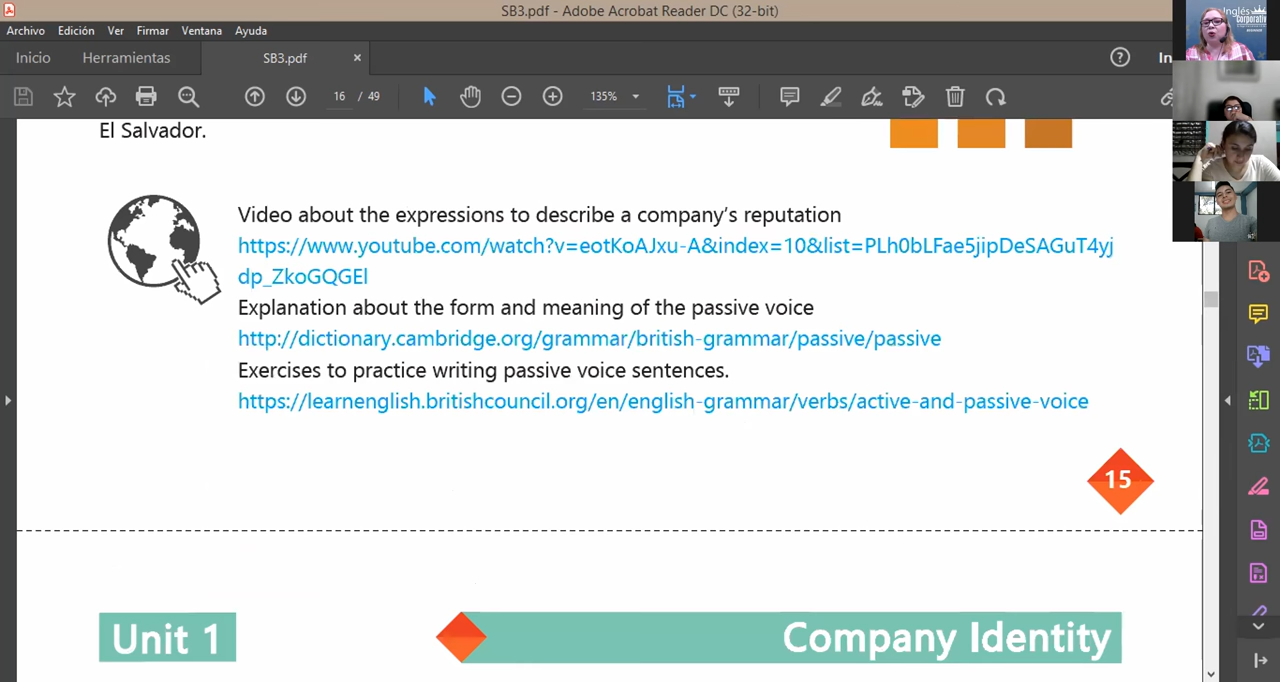 SB3.pdf - Adobe Acrobat Reader DC (32-bit)
Archivo Edición Ver Firmar Ventana Ayuda
Inicio Herramientas SB3.pdf × ? In
16 / 49 135%
Inglés
Corporativo
El Salvador.
Video about the expressions to describe a company's reputation
https://www.youtube.com/watch?v=eotKoAJxu-A&index=10&list=PLh0bLFae5jipDeSAGuT4yj
dp_ZkoGQGEl
Explanation about the form and meaning of the passive voice
http://dictionary.cambridge.org/grammar/british-grammar/passive/passive
Exercises to practice writing passive voice sentences.
https://learnenglish.britishcouncil.org/en/english-grammar/verbs/active-and-passive-voice
15
Unit 1
Company Identity